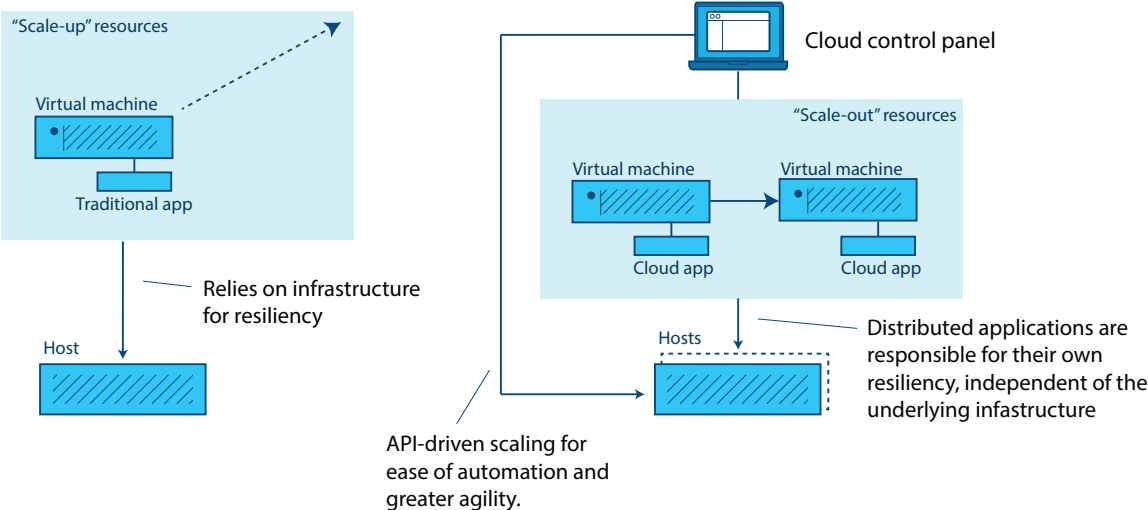 “Scale-up” resources
Virtual machine
Traditional app
Relies on infrastructure
for resiliency
Host
Cloud control panel
“Scale-out” resources
Virtual machine
Virtual machine
Cloud app
Cloud app
Hosts
Distributed applications are
responsible for their own
resiliency, independent of the
underlying infastructure
API-driven scaling for
ease of automation and
greater agility.